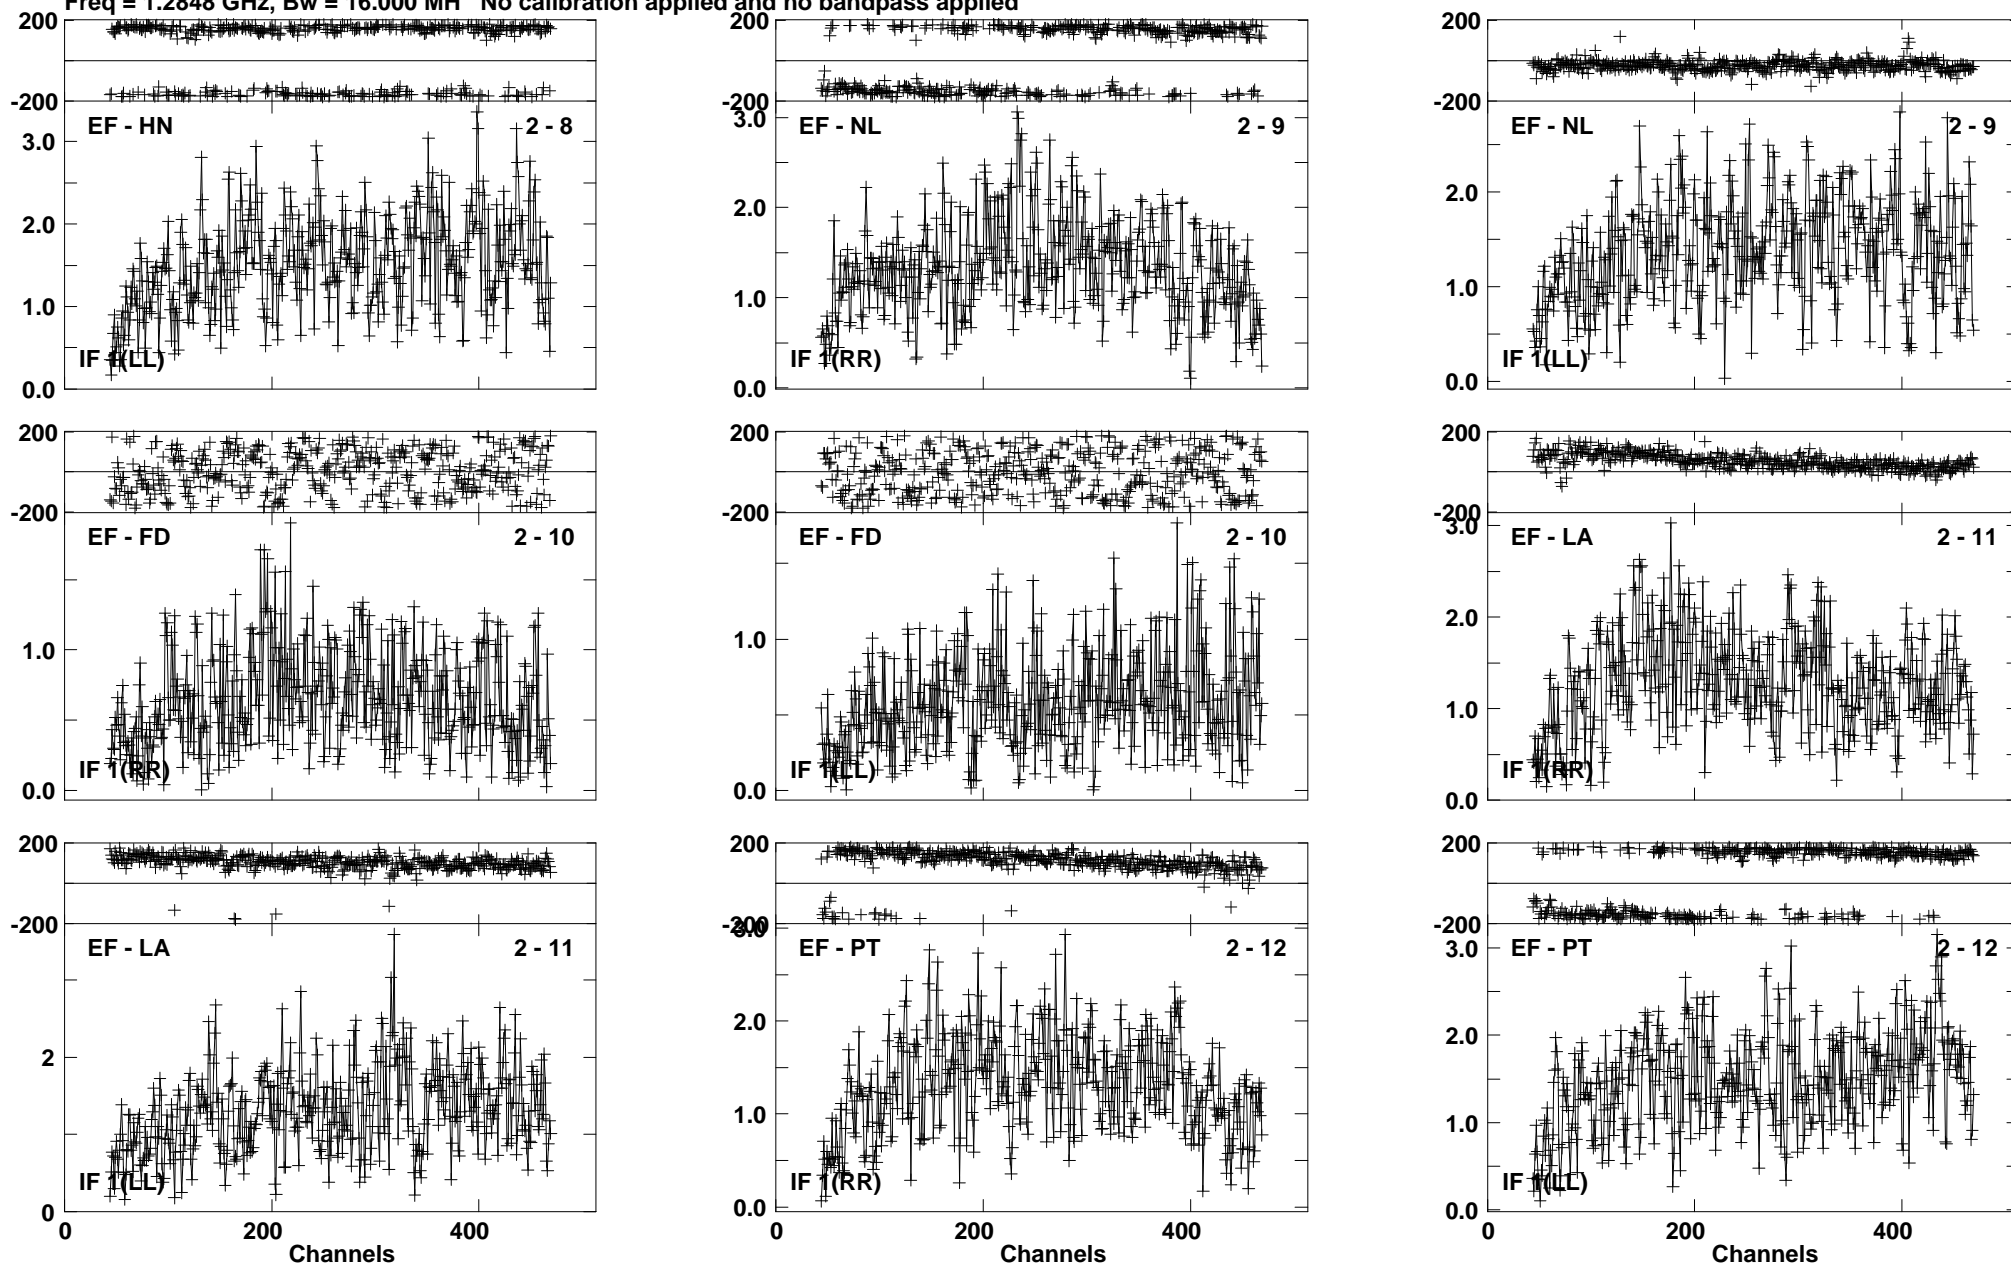 Freq = 1.2848 GHz, Bw = 16.000 MH No calibration applied and no bandpass applied
200 200 200
-200 -200 -200
EF - HN 2 - 8 EF - NL 2 - 9 EF - NL 2 - 9
3.0 3.0
2.0 2.0 2.0
1.0 1.0 1.0
IF 1(LL) IF 1(RR) IF 1(LL)
0.0 0.0 0.0
200 200 200
-200 -200 -200
3.0
EF - FD 2 - 10 EF - FD 2 - 10 EF - LA 2 - 11
2.0
1.0 1.0 1.0
IF 1(RR) IF 1(LL) IF 1(RR)
0.0 0.0 0.0
200 200 200
-200 -200 -200
3.0
EF - LA 2 - 11 EF - PT 2 - 12 EF - PT 2 - 12
3.0
2 2.0 2.0
1.0 1.0
IF 1(LL) IF 1(RR) IF 1(LL)
0 0.0 0.0
0 200 400 0 200 400 0 200 400
Channels Channels Channels